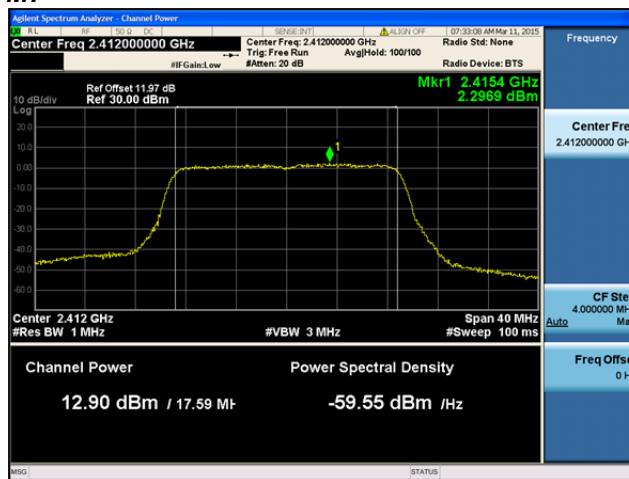 Agilent Spectrum Analyzer - Channel Power
RL RF 50 Ω DC SENSE:INT ALIGN OFF 07:33:08 AM Mar 11, 2015
Center Freq 2.412000000 GHz
Center Freq: 2.412000000 GHz
Radio Std: None
Trig: Free Run Avg|Hold: 100/100
#IFGain:Low #Atten: 20 dB Radio Device: BTS
Frequency
Ref Offset 11.97 dB
Mkr1 2.4154 GHz
10 dB/div Ref 30.00 dBm 2.2969 dBm
Log
20.0
10.0
1
0.00
-10.0
-20.0
-30.0
-40.0
-50.0
-60.0
Center 2.412 GHz Span 40 MHz
#Res BW 1 MHz #VBW 3 MHz #Sweep 100 ms
Center Fre
2.412000000 GH
CF Ste
4.000000 MH
Auto Ma
Freq Offse
0 H
Channel Power Power Spectral Density
12.90 dBm / 17.59 MH -59.55 dBm /Hz
MSG STATUS